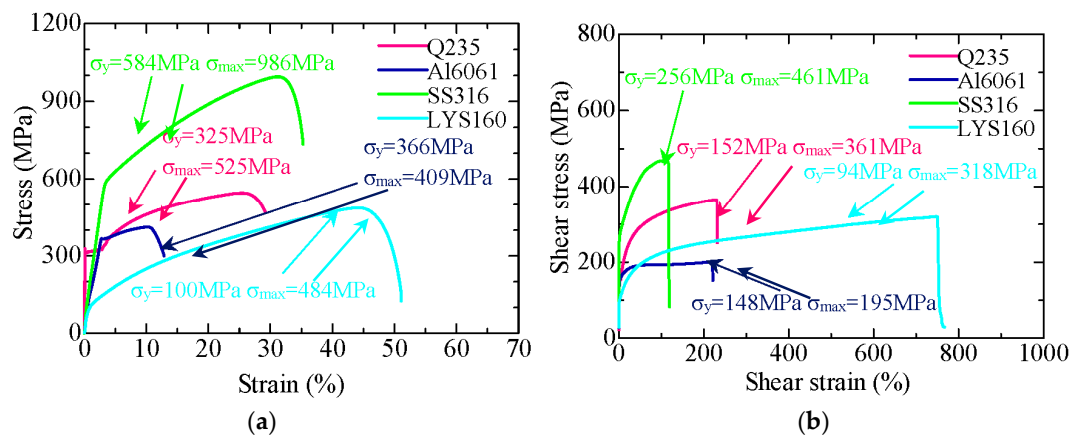 1200
900
600
300
0
Stress (MPa)
σy=584MPa σmax=986MPa
Q235
Al6061
SS316
LYS160
σy=325MPa
σmax=525MPa
σy=366MPa
σmax=409MPa
σy=100MPa σmax=484MPa
0 10 20 30 40 50 60 70
Strain (%)
(a)
800
600
400
200
0
Shear stress (MPa)
Q235
Al6061
SS316
LYS160
σy=256MPa σmax=461MPa
σy=152MPa σmax=361MPa
σy=94MPa σmax=318MPa
σy=148MPa σmax=195MPa
0 200 400 600 800 1000
Shear strain (%)
(b)